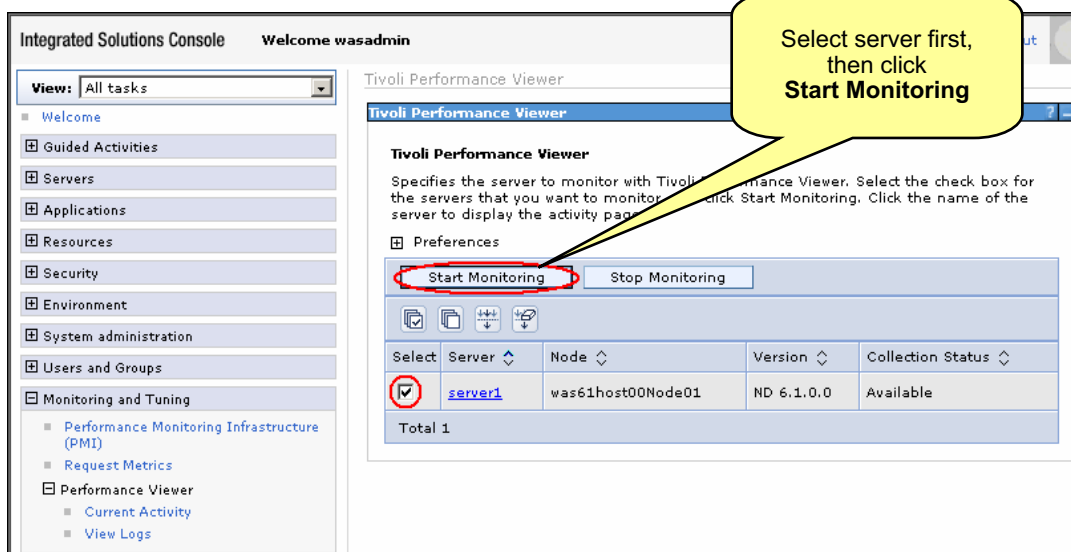 Integrated Solutions Console
Welcome wasadmin
ut
Select server first,
then click
Start Monitoring
View: All tasks
Welcome
Guided Activities
Servers
Applications
Resources
Security
Environment
System administration
Users and Groups
Monitoring and Tuning
Performance Monitoring Infrastructure
(PMI)
Request Metrics
Performance Viewer
Current Activity
View Logs
Tivoli Performance Viewer
Tivoli Performance Viewer ?
Tivoli Performance Viewer
Specifies the server to monitor with Tivoli mance Viewer. Select the check box for
the servers that you want to monitor click Start Monitoring. Click the name of the
server to display the activity pag
Preferences
Start Monitoring Stop Monitoring
Select Server Node Version Collection Status
server1 was61host00Node01 ND 6.1.0.0 Available
Total 1